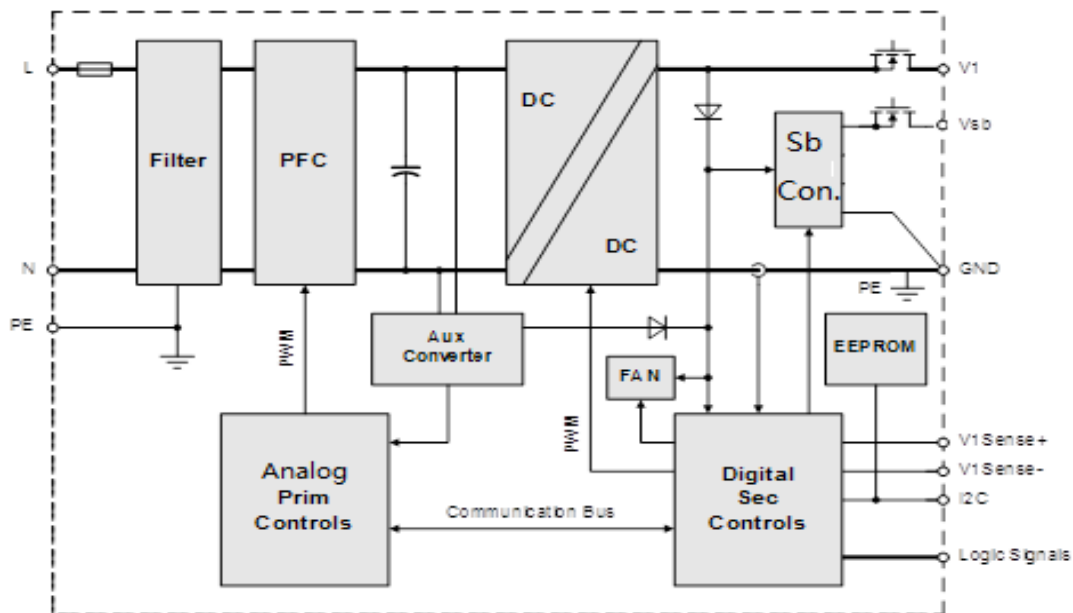 L
V1
DC
Vsb
Filter
PFC
Sb
Con.
DC
N
GND
PE
PE
PWM
Aux
Converter
EEPROM
FAN
PWM
V1Sense+
V1Sense-
I2C
Analog
Prim
Controls
Digital
Sec
Controls
Communication Bus
Logic Signals